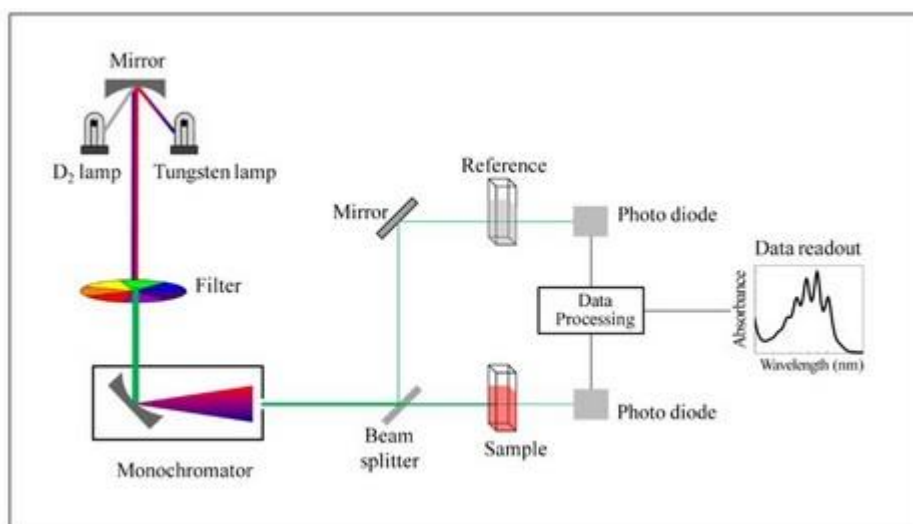 Mirror
D₂ lamp
Tungsten lamp
Filter
Monochromator
Beam
splitter
Mirror
Reference
Sample
Photo diode
Photo diode
Data
Processing
Data readout
Absorbance
Wavelength (nm)